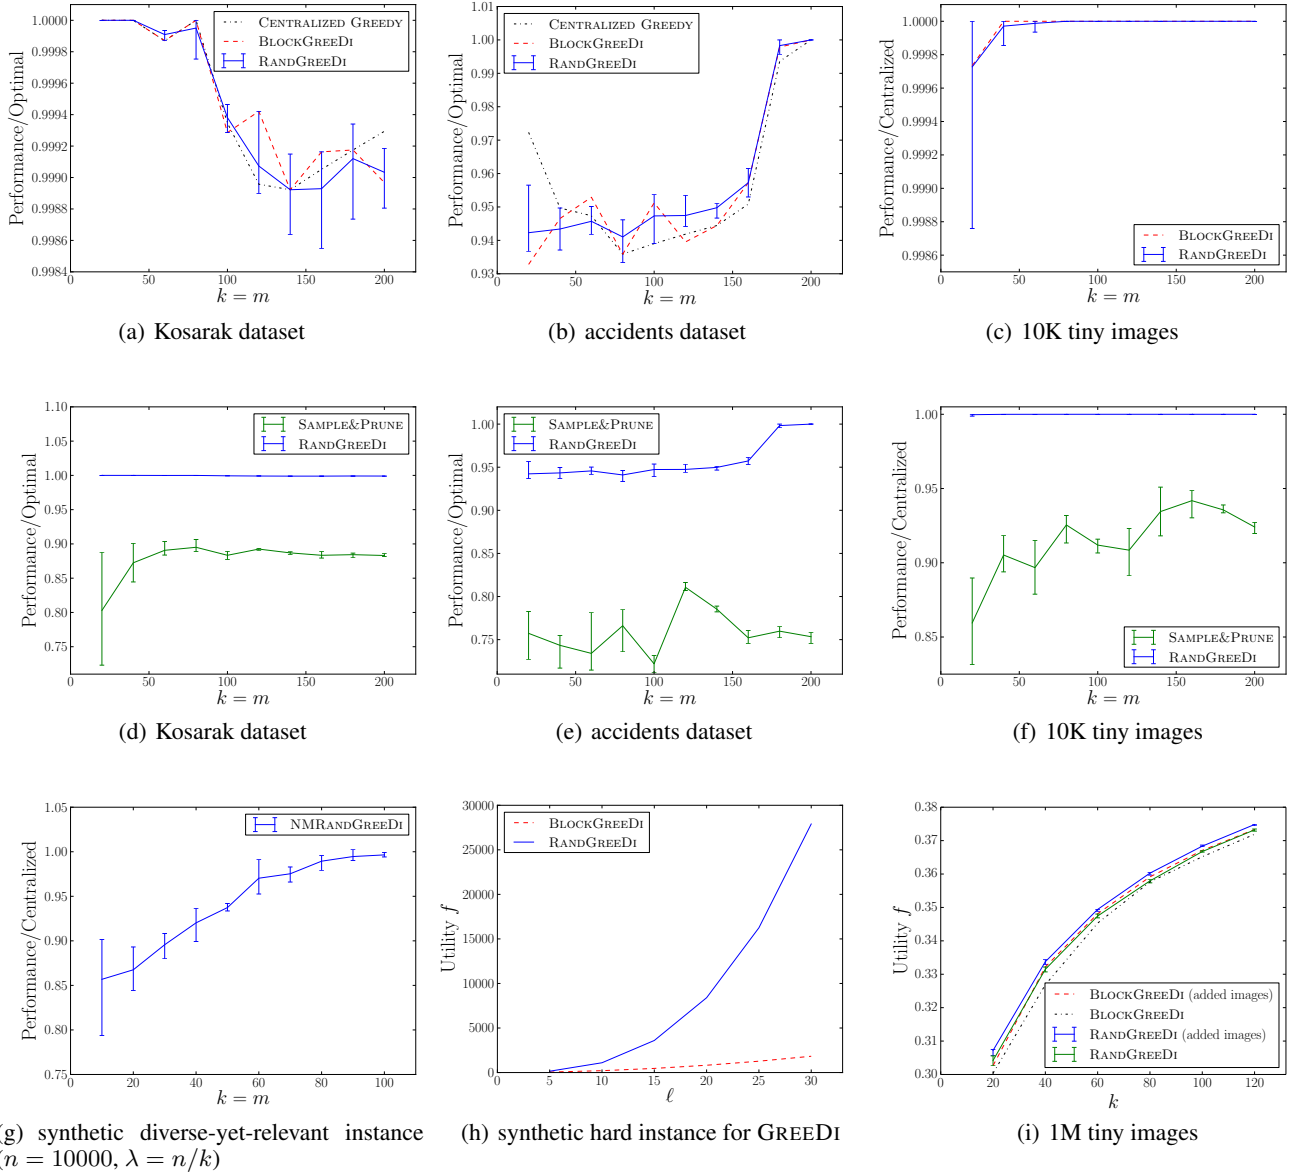 1.0000
0.9998
0.9996
0.9994
0.9992
0.9990
0.9988
0.9986
0.9984
Performance/Optimal
CENTRALIZED GREEDY
BLOCKGREEDI
RANDGREEDI
0 50 100 150 200
k = m
(a) Kosarak dataset
1.00
0.99
0.98
0.97
0.96
0.95
0.94
0.93
Performance/Optimal
CENTRALIZED GREEDY
BLOCKGREEDI
RANDGREEDI
0 50 100 150 200
k = m
(b) accidents dataset
1.0000
0.9998
0.9996
0.9994
0.9992
0.9990
0.9988
0.9986
Performance/Centralized
BLOCKGREEDI
RANDGREEDI
0 50 100 150 200
k = m
(c) 10K tiny images
1.10
1.05
1.00
0.95
0.90
0.85
0.80
0.75
Performance/Optimal
SAMPLE&PRUNE
RANDGREEDI
0 50 100 150 200
k = m
(d) Kosarak dataset
1.00
0.95
0.90
0.85
0.80
0.75
Performance/Optimal
SAMPLE&PRUNE
RANDGREEDI
0 50 100 150 200
k = m
(e) accidents dataset
1.00
0.95
0.90
0.85
Performance/Centralized
SAMPLE&PRUNE
RANDGREEDI
0 50 100 150 200
k = m
(f) 10K tiny images
1.05
1.00
0.95
0.90
0.85
0.80
0.75
Performance/Centralized
NMRANDGREEDI
0 20 40 60 80 100
k = m
(g) synthetic diverse-yet-relevant instance
(n = 10000, λ = n/k)
30000
25000
20000
15000
10000
5000
0
Utility f
BLOCKGREEDI
RANDGREEDI
5 10 15 20 25 30
ℓ
(h) synthetic hard instance for GREEDI
0.38
0.37
0.36
0.35
0.34
0.33
0.32
0.31
0.30
Utility f
BLOCKGREEDI (added images)
BLOCKGREEDI
RANDGREEDI (added images)
RANDGREEDI
20 40 60 80 100 120
k
(i) 1M tiny images